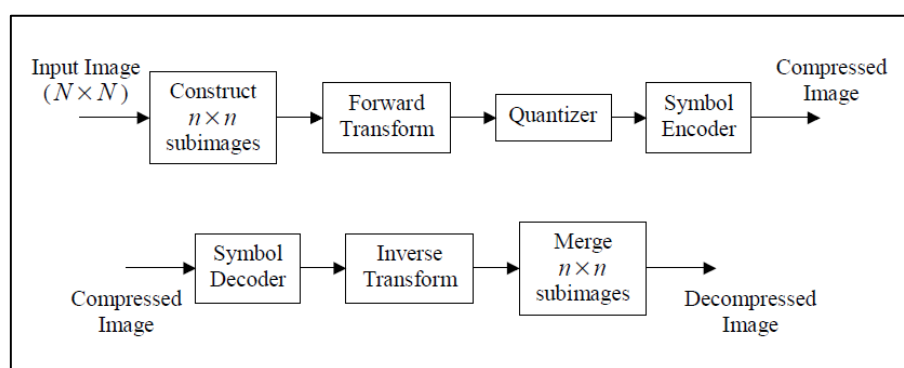 Input Image
(N×N)
Construct
n×n
subimages
Forward
Transform
Quantizer
Symbol
Encoder
Compressed
Image
Compressed
Image
Symbol
Decoder
Inverse
Transform
Merge
n×n
subimages
Decompressed
Image